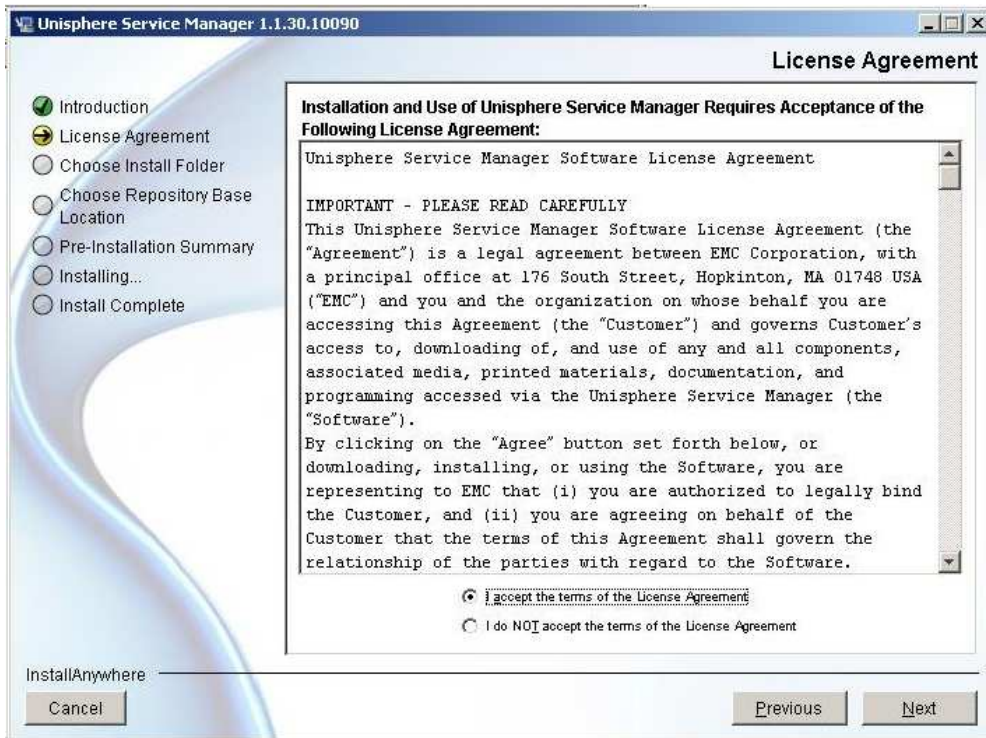 Unisphere Service Manager 1.1.30.10090
License Agreement
Introduction
License Agreement
Choose Install Folder
Choose Repository Base
Location
Pre-Installation Summary
Installing...
Install Complete
Installation and Use of Unisphere Service Manager Requires Acceptance of the
Following License Agreement:
Unisphere Service Manager Software License Agreement
IMPORTANT - PLEASE READ CAREFULLY
This Unisphere Service Manager Software License Agreement (the
"Agreement") is a legal agreement between EMC Corporation, with
a principal office at 176 South Street, Hopkinton, MA 01748 USA
("EMC") and you and the organization on whose behalf you are
accessing this Agreement (the "Customer") and governs Customer's
access to, downloading of, and use of any and all components,
associated media, printed materials, documentation, and
programming accessed via the Unisphere Service Manager (the
"Software").
By clicking on the "Agree" button set forth below, or
downloading, installing, or using the Software, you are
representing to EMC that (i) you are authorized to legally bind
the Customer, and (ii) you are agreeing on behalf of the
Customer that the terms of this Agreement shall govern the
relationship of the parties with regard to the Software.
I accept the terms of the License Agreement
I do NOT accept the terms of the License Agreement
InstallAnywhere
Cancel
Previous
Next